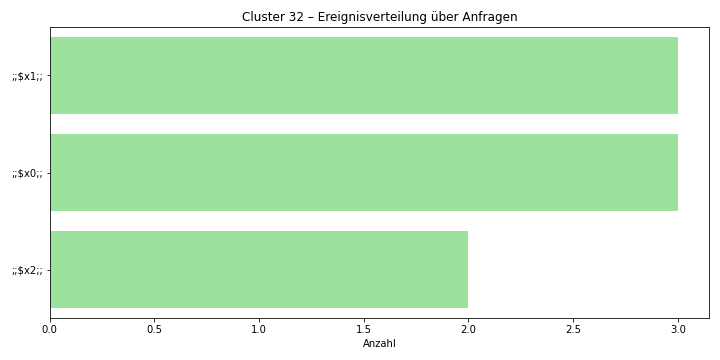 Cluster 32 – Ereignisverteilung über Anfragen
;;$x1;;
;;$x0;;
;;$x2;;
0.0 0.5 1.0 1.5 2.0 2.5 3.0
Anzahl